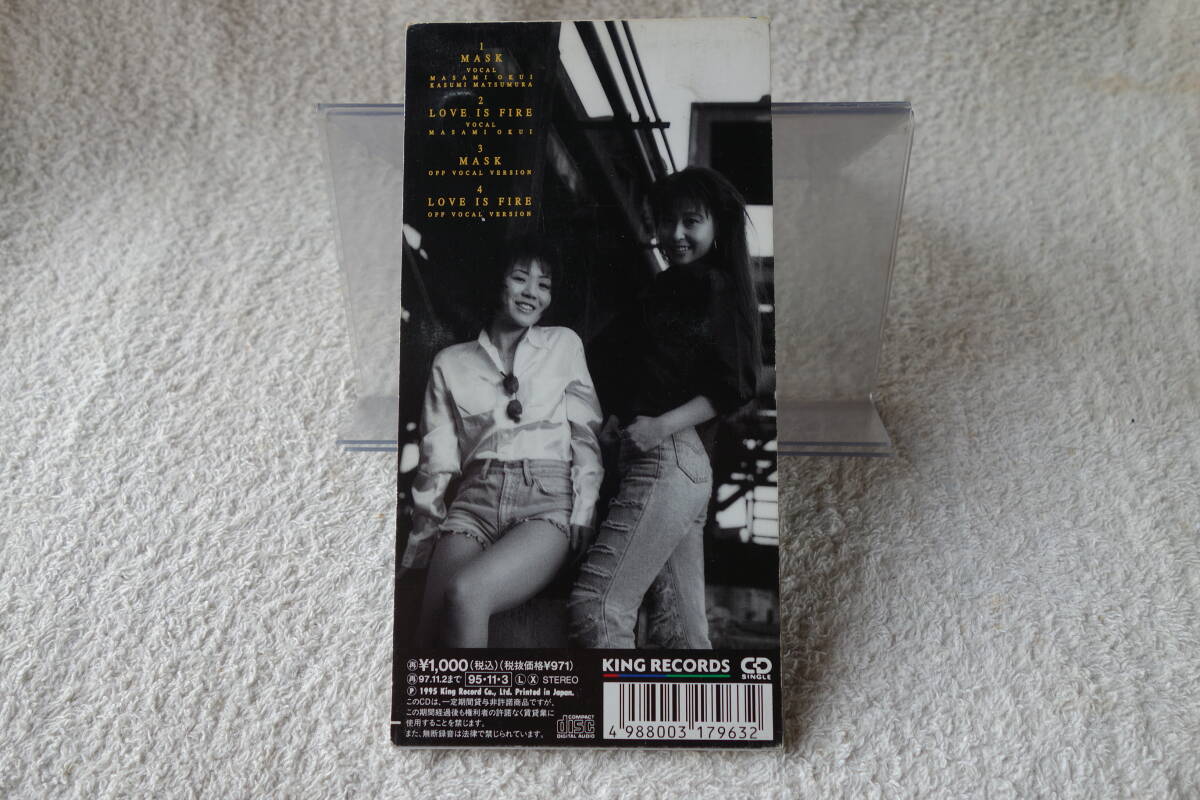 1
MASK
VOCAL
MASAMI OKUI
KASUMI MATSUMURA
2
LOVE IS FIRE
VOCAL
MASAMI OKUI
3
MASK
OFF VOCAL VERSION
4
LOVE IS FIRE
OFF VOCAL VERSION
再¥1,000(税込)(税抜価格¥971)
再97.11.2まで 95・11・3 L X STEREO
Ⓟ 1995 King Record Co., Ltd. Printed in Japan.
このCDは、一定期間貸与非許諾商品ですが、
この期間経過後も権利者の許諾なく賃貸業に
使用することを禁じます。
また、無断録音は法律で禁じられています。
COMPACT
disc
DIGITAL AUDIO
KING RECORDS
CD
SINGLE
4 988003 179632